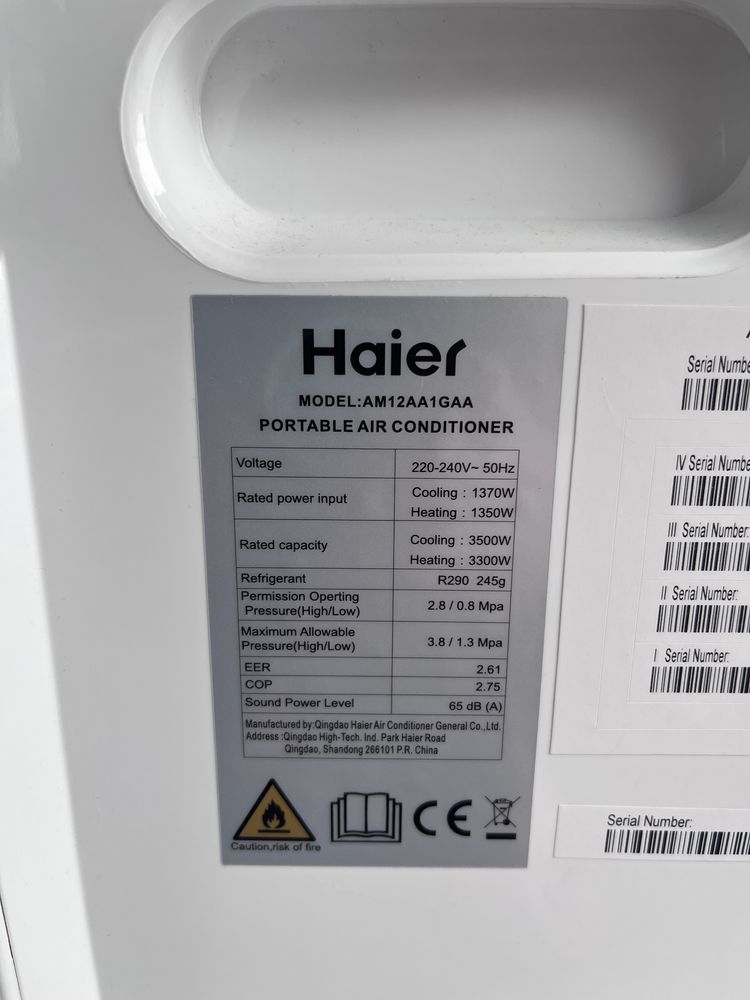 Haier
MODEL:AM12AA1GAA
PORTABLE AIR CONDITIONER
Voltage 220-240V~ 50Hz
Rated power input Cooling : 1370W
Heating : 1350W
Rated capacity Cooling : 3500W
Heating : 3300W
Refrigerant R290 245g
Permission Operting
Pressure(High/Low) 2.8 / 0.8 Mpa
Maximum Allowable
Pressure(High/Low) 3.8 / 1.3 Mpa
EER 2.61
COP 2.75
Sound Power Level 65 dB (A)
Manufactured by:Qingdao Haier Air Conditioner General Co.,Ltd.
Address :Qingdao High-Tech. Ind. Park Haier Road
Qingdao, Shandong 266101 P.R. China
Caution,risk of fire
CE
Serial Numbe
IV Serial Numbe
III Serial Number:
II Serial Number:
I Serial Number:
Serial Number: